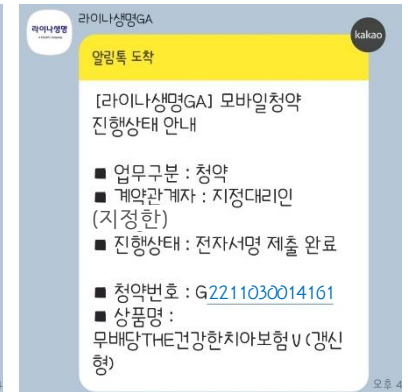 라이나생명
라이나생명GA
kakao
알림톡 도착
[라이나생명GA] 모바일청약
진행상태 안내
■ 업무구분 : 청약
■ 계약관계자 : 지정대리인
(지정한)
■ 진행상태 : 전자서명 제출 완료
■ 청약번호 : G2211030014161
■ 상품명 :
무배당THE건강한치아보험V(갱신
형)
오후 4